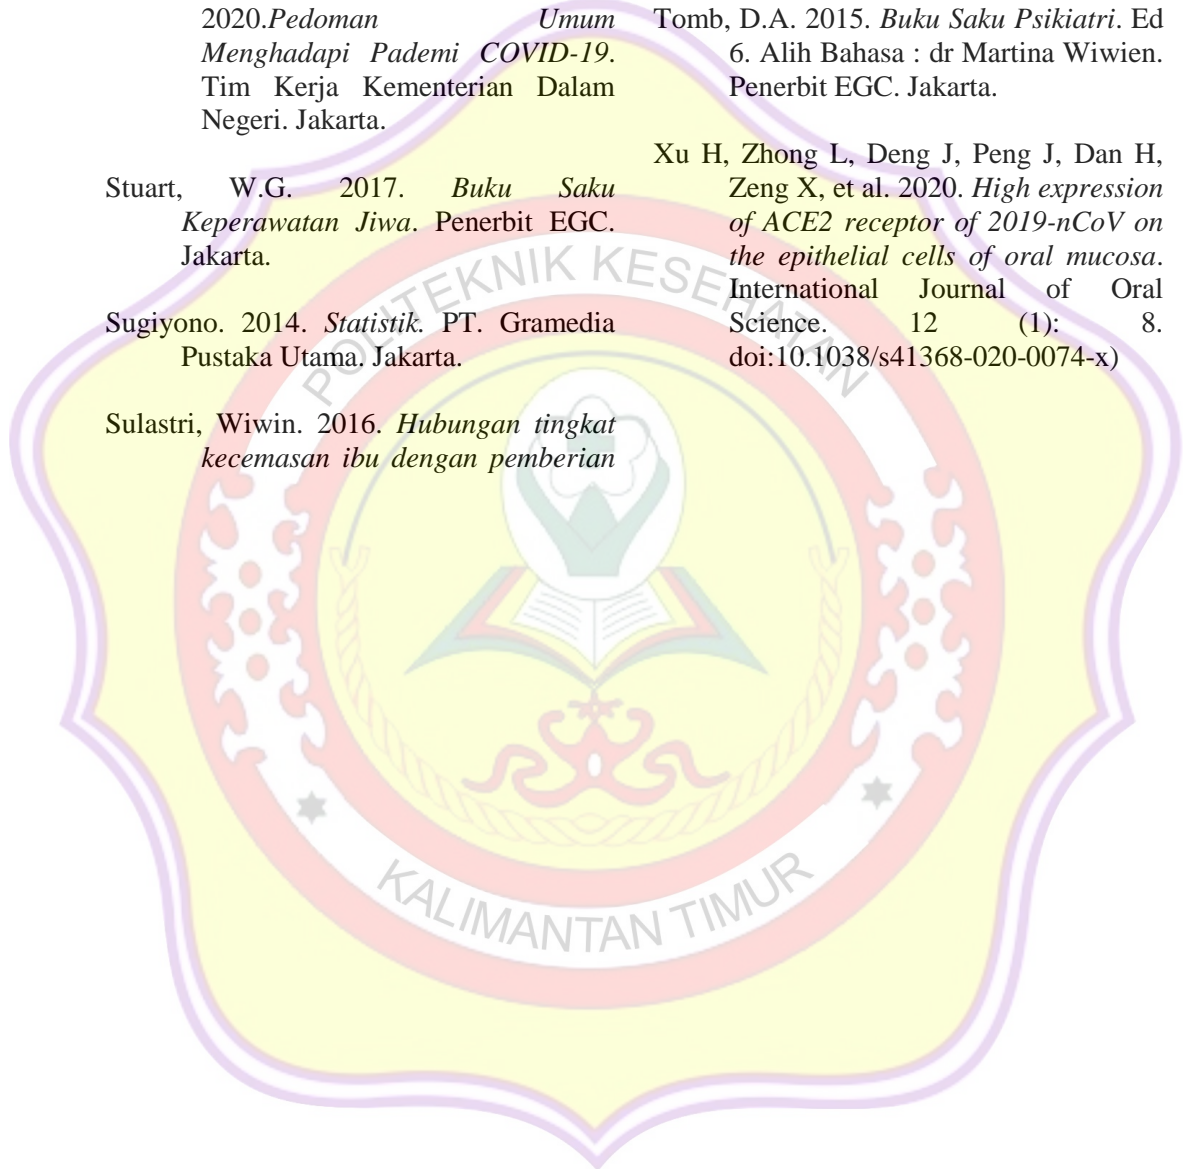 2020.Pedoman Umum
Menghadapi Pademi COVID-19.
Tim Kerja Kementerian Dalam
Negeri. Jakarta.
Stuart, W.G. 2017. Buku Saku
Keperawatan Jiwa. Penerbit EGC.
Jakarta.
Sugiyono. 2014. Statistik. PT. Gramedia
Pustaka Utama. Jakarta.
Sulastri, Wiwin. 2016. Hubungan tingkat
kecemasan ibu dengan pemberian
Tomb, D.A. 2015. Buku Saku Psikiatri. Ed
6. Alih Bahasa : dr Martina Wiwien.
Penerbit EGC. Jakarta.
Xu H, Zhong L, Deng J, Peng J, Dan H,
Zeng X, et al. 2020. High expression
of ACE2 receptor of 2019-nCoV on
the epithelial cells of oral mucosa.
International Journal of Oral
Science. 12 (1): 8.
doi:10.1038/s41368-020-0074-x)
POLITEKNIK KESEHATAN
KALIMANTAN TIMUR